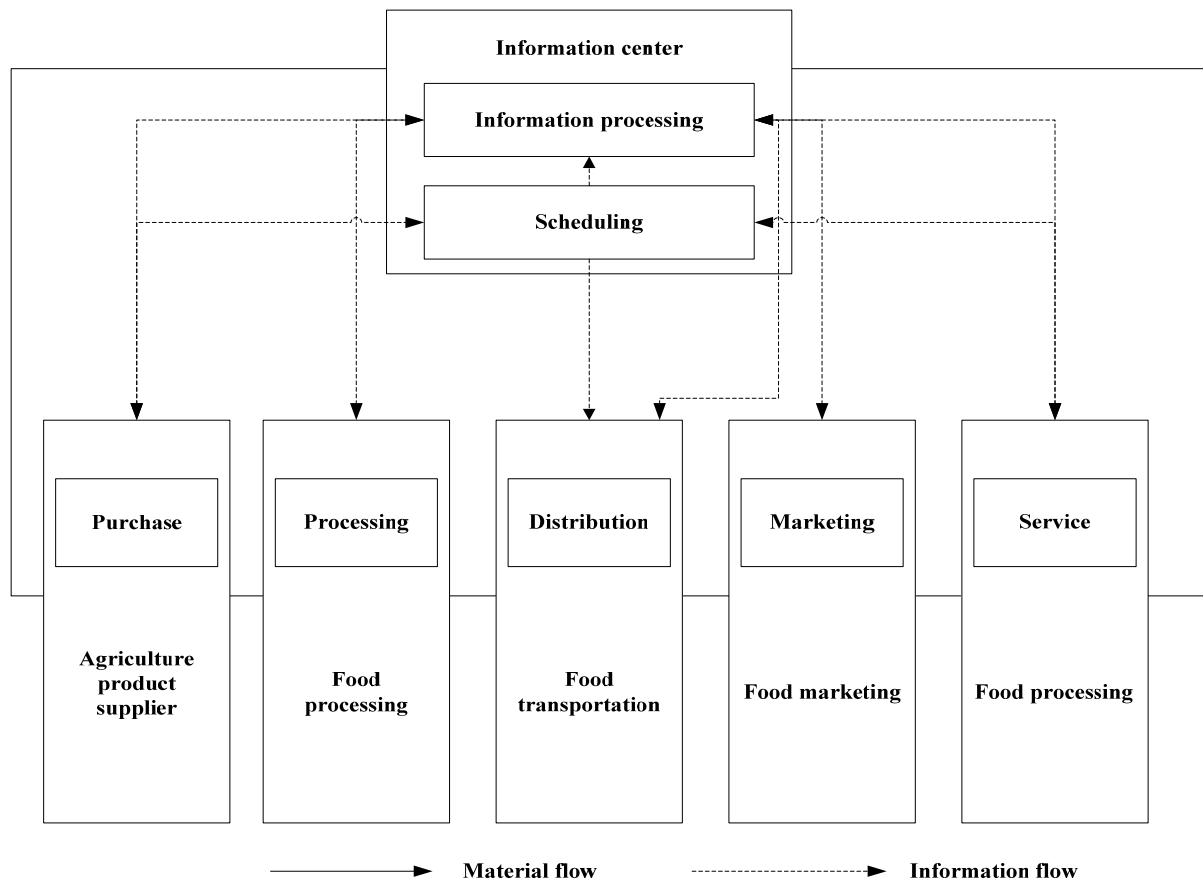 Information center
Information processing
Scheduling
Purchase
Processing
Distribution
Marketing
Service
Agriculture
product
supplier
Food
processing
Food
transportation
Food marketing
Food processing
Material flow
Information flow